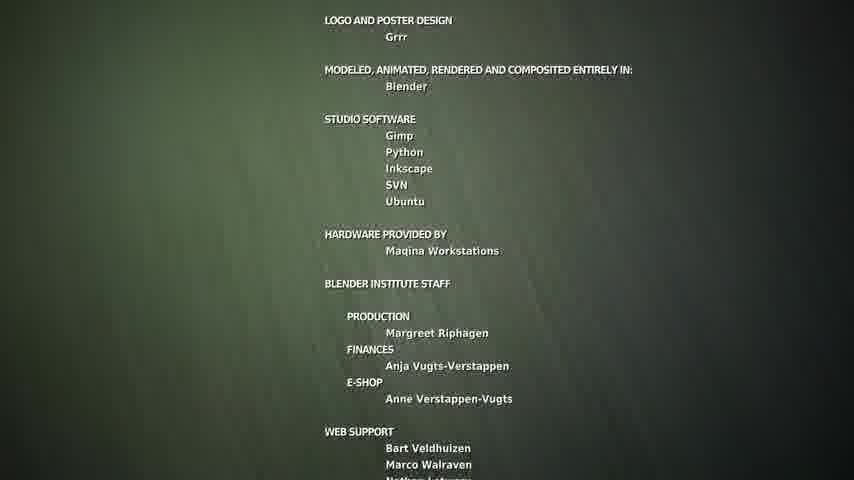 LOGO AND POSTER DESIGN
Grrr
MODELED, ANIMATED, RENDERED AND COMPOSITED ENTIRELY IN:
Blender
STUDIO SOFTWARE
Gimp
Python
Inkscape
SVN
Ubuntu
HARDWARE PROVIDED BY
Maqina Workstations
BLENDER INSTITUTE STAFF
PRODUCTION
Margreet Riphagen
FINANCES
Anja Vugts-Verstappen
E-SHOP
Anne Verstappen-Vugts
WEB SUPPORT
Bart Veldhuizen
Marco Walraven